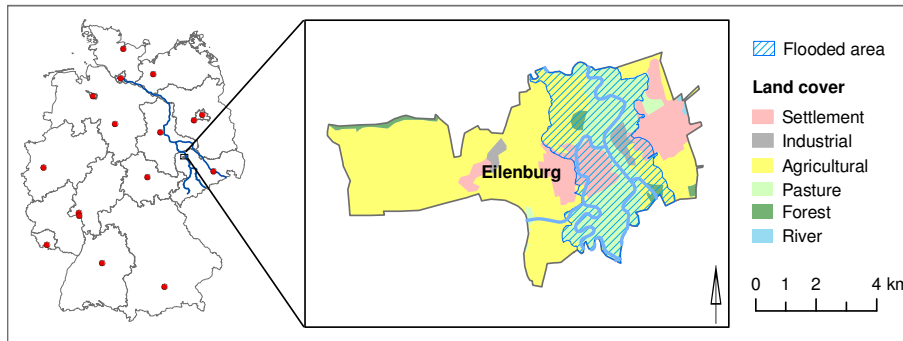 Eilenburg
Flooded area
Land cover
Settlement
Industrial
Agricultural
Pasture
Forest
River
0 1 2 4 km